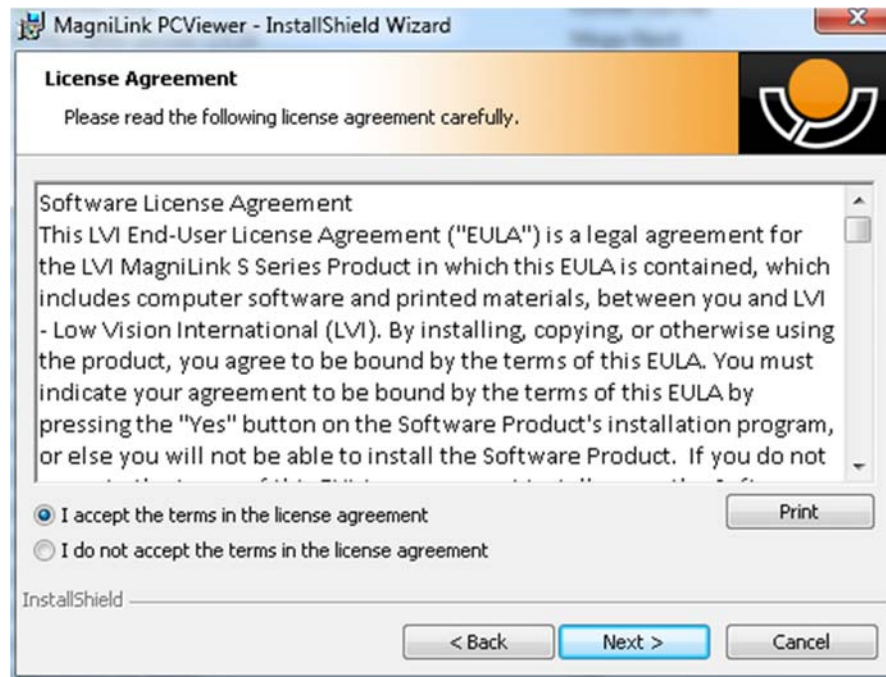 MagniLink PCViewer - InstallShield Wizard
License Agreement
Please read the following license agreement carefully.
Software License Agreement
This LVI End-User License Agreement ("EULA") is a legal agreement for
the LVI MagniLink S Series Product in which this EULA is contained, which
includes computer software and printed materials, between you and LVI
- Low Vision International (LVI). By installing, copying, or otherwise using
the product, you agree to be bound by the terms of this EULA. You must
indicate your agreement to be bound by the terms of this EULA by
pressing the "Yes" button on the Software Product's installation program,
or else you will not be able to install the Software Product. If you do not
I accept the terms in the license agreement
Print
I do not accept the terms in the license agreement
InstallShield
< Back
Next >
Cancel